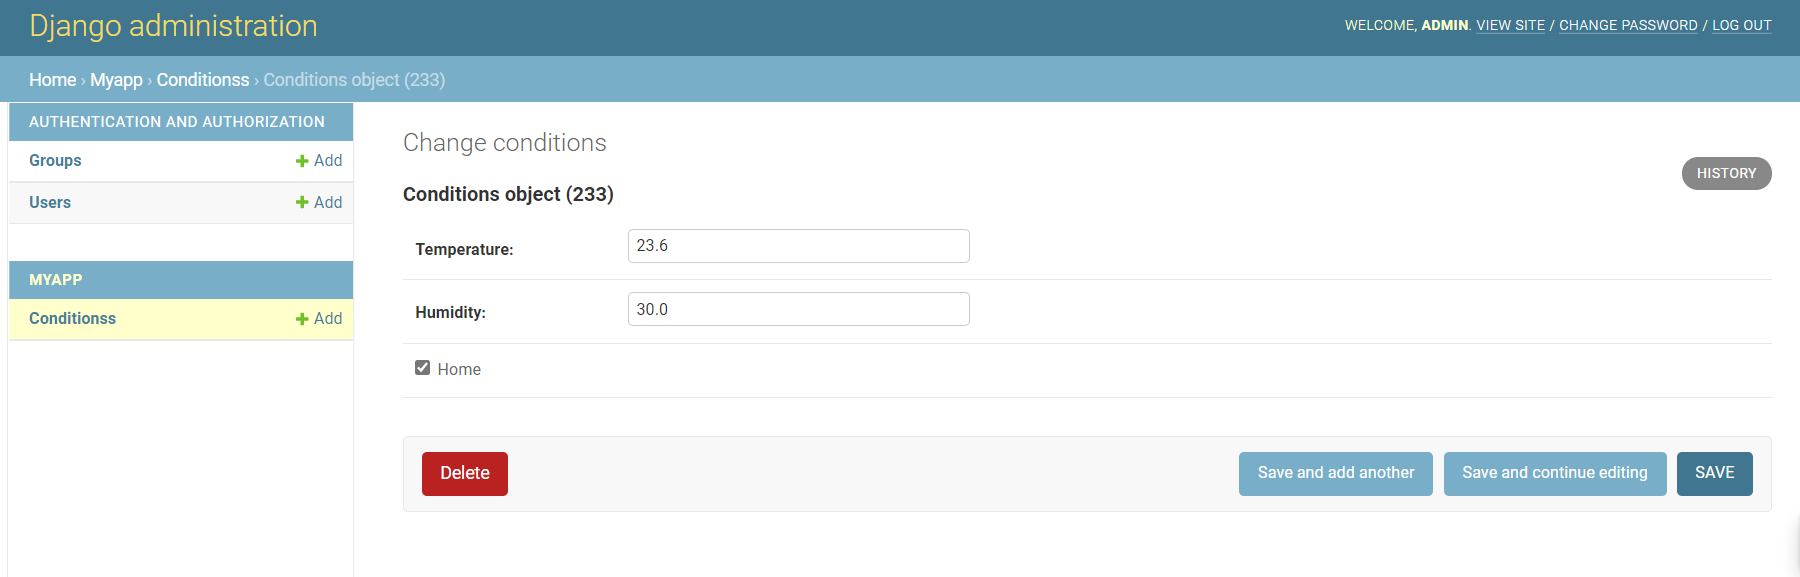 Django administration
WELCOME, ADMIN. VIEW SITE / CHANGE PASSWORD / LOG OUT
Home › Myapp › Conditionss › Conditions object (233)
AUTHENTICATION AND AUTHORIZATION
Groups Add
Users Add
MYAPP
Conditionss Add
Change conditions
HISTORY
Conditions object (233)
Temperature: 23.6
Humidity: 30.0
Home
Delete Save and add another Save and continue editing SAVE